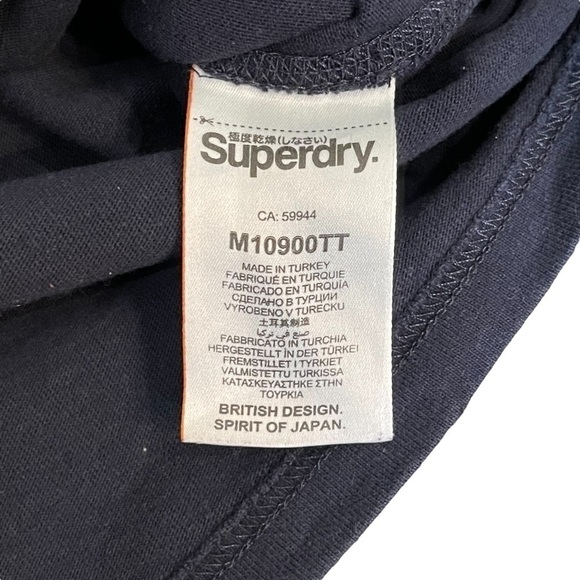 極度乾燥(しなさい)
Superdry.
CA: 59944
M10900TT
MADE IN TURKEY
FABRIQUÉ EN TURQUIE
FABRICADO EN TURQUÍA
СДЕЛАНО В ТУРЦИИ
VYROBENO V TURECKU
土耳其制造
صنع في تركيا
FABBRICATO IN TURCHIA
HERGESTELLT IN DER TÜRKEI
FREMSTILLET I TYRKIET
VALMISTETTU TURKISSA
ΚΑΤΑΣΚΕΥΑΣΤΗΚΕ ΣΤΗΝ
ΤΟΥΡΚΙΑ
BRITISH DESIGN.
SPIRIT OF JAPAN.